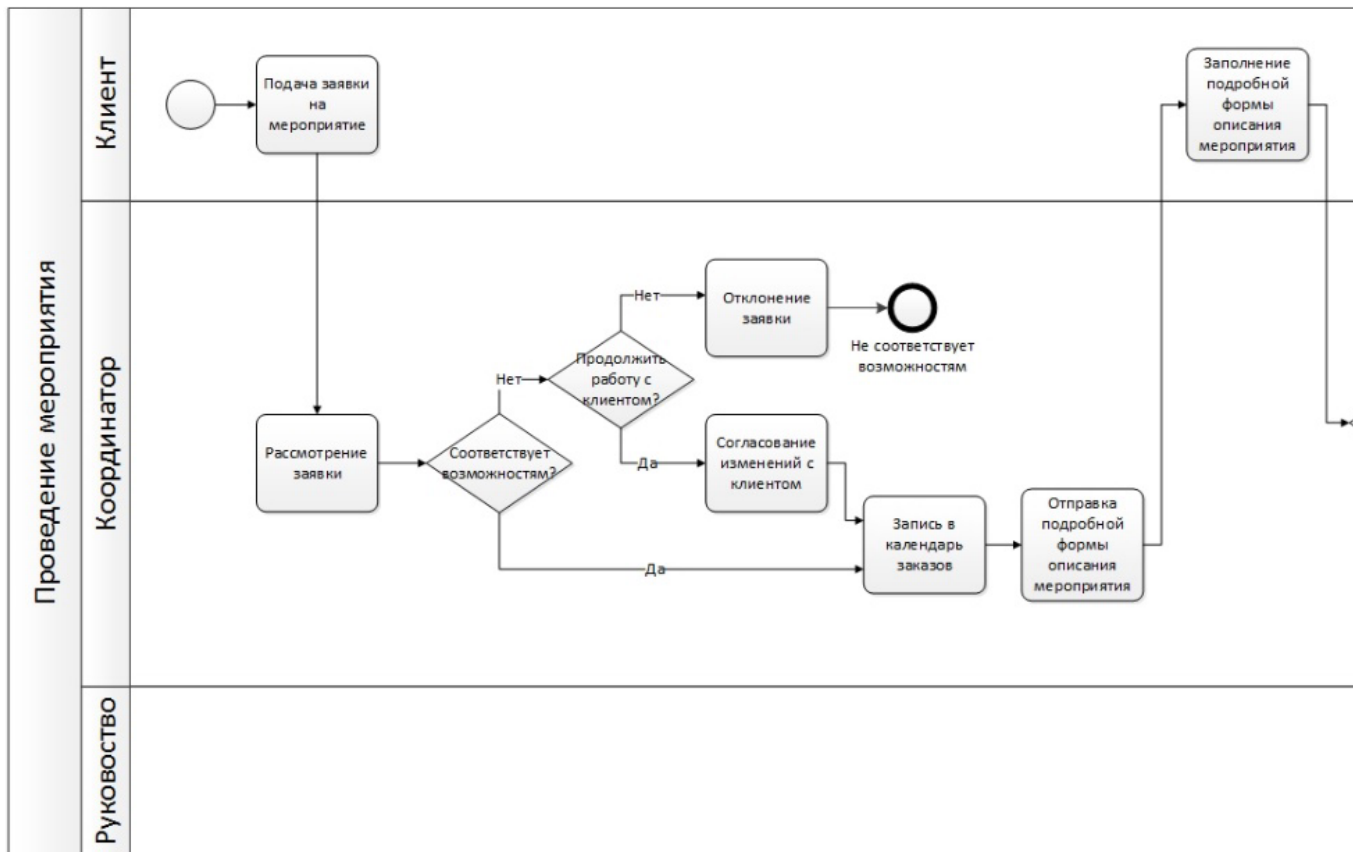 Проведение мероприятия
Клиент
Подача заявки
на
мероприятие
Заполнение
подробной
формы
описания
мероприятия
Координатор
Рассмотрение
заявки
Соответствует
возможностям?
Нет
Продолжить
работу с
клиентом?
Нет
Отклонение
заявки
Не соответствует
возможностям
Да
Согласование
изменений с
клиентом
Да
Запись в
календарь
заказов
Отправка
подробной
формы
описания
мероприятия
Руковоство